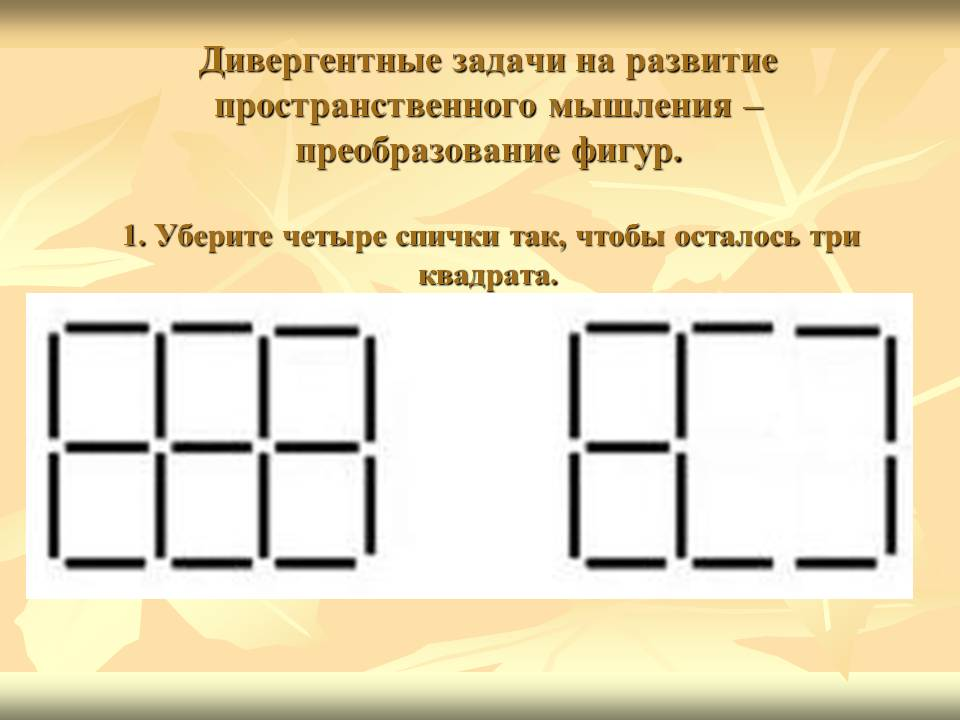 Дивергентные задачи на развитие
пространственного мышления –
преобразование фигур.
1. Уберите четыре спички так, чтобы осталось три
квадрата.